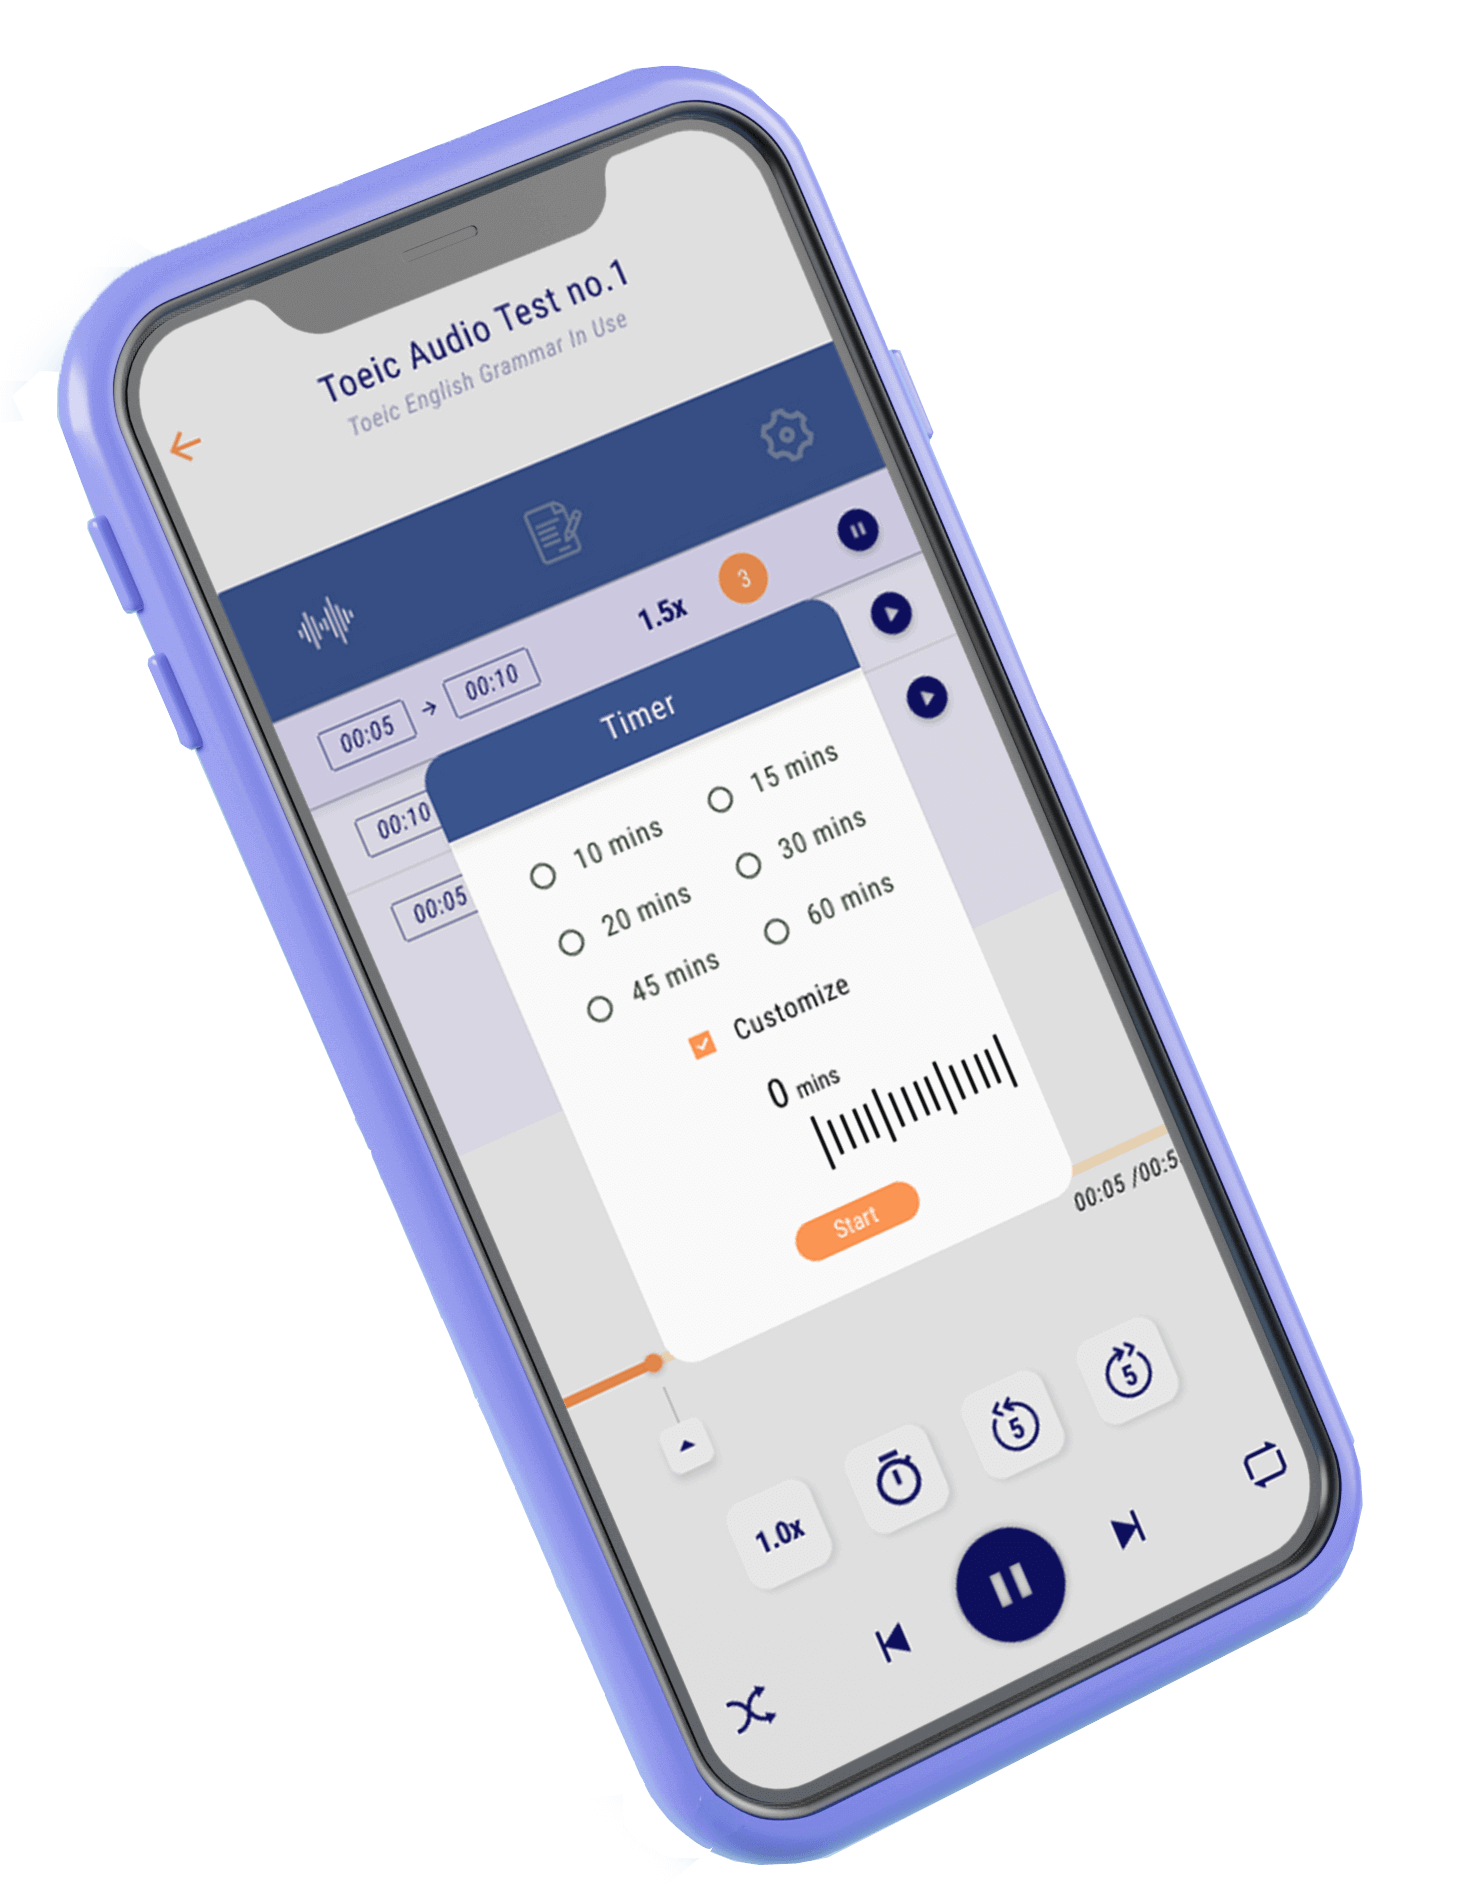 Toeic Audio Test no.1
Toeic English Grammar In Use
1.5x 3
00:05 → 00:10
00:10
00:05
Timer
10 mins 15 mins
20 mins 30 mins
45 mins 60 mins
Customize
0 mins
Start
00:05 /00:5
1.0x 5 5